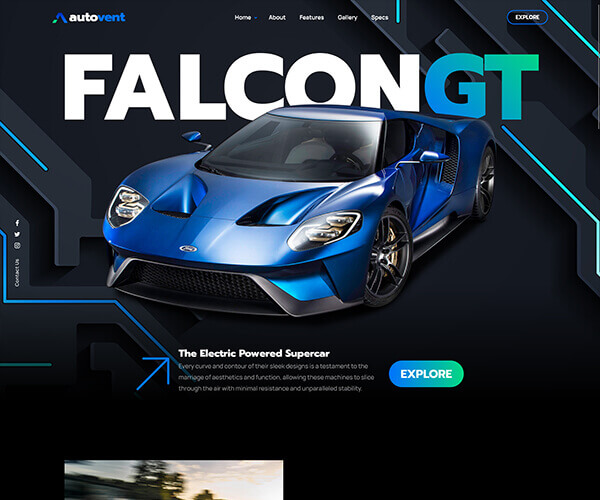 autovent
Home About Features Gallery Specs
EXPLORE
FALCONGT
Contact Us
The Electric Powered Supercar
Every curve and contour of their sleek designs is a testament to the
marriage of aesthetics and function, allowing these machines to slice
through the air with minimal resistance and unparalleled stability.
EXPLORE